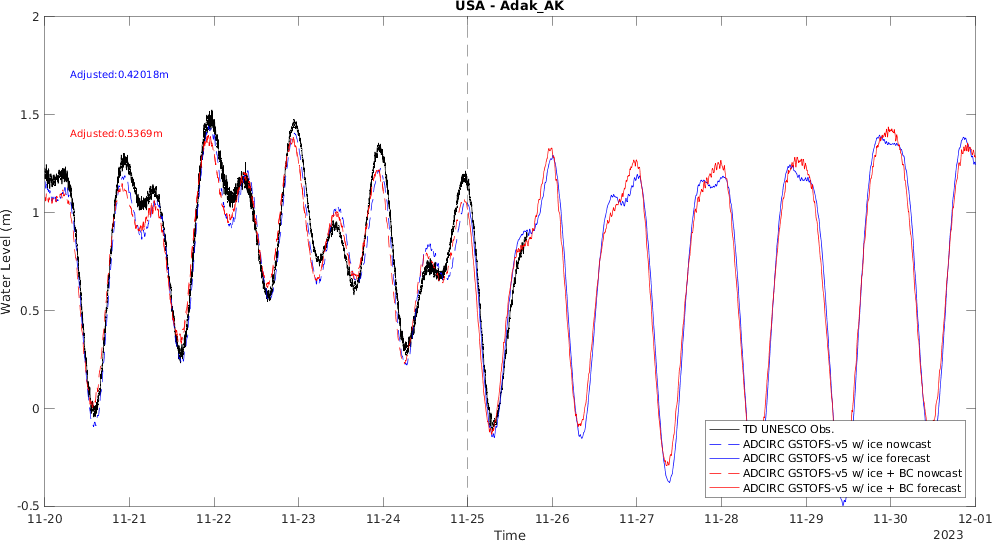 USA - Adak_AK
2
Adjusted:0.42018m
1.5
Adjusted:0.5369m
1
Water Level (m)
0.5
0
TD UNESCO Obs.
ADCIRC GSTOFS-v5 w/ ice nowcast
ADCIRC GSTOFS-v5 w/ ice forecast
ADCIRC GSTOFS-v5 w/ ice + BC nowcast
ADCIRC GSTOFS-v5 w/ ice + BC forecast
-0.5
11-20 11-21 11-22 11-23 11-24 11-25 11-26 11-27 11-28 11-29 11-30 12-01
Time
2023